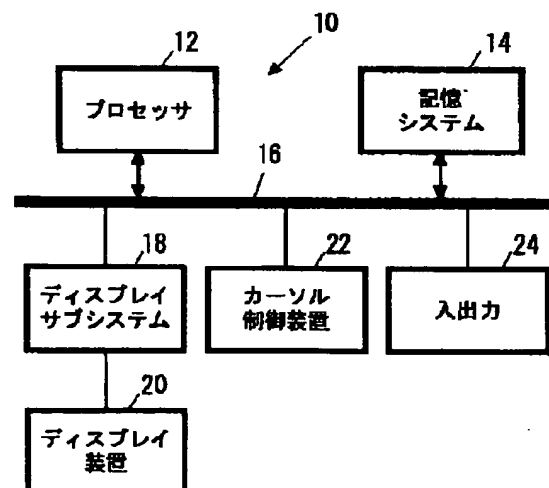 10
12
プロセッサ
14
記憶
システム
16
18
ディスプレイ
サブシステム
22
カーソル
制御装置
24
入出力
20
ディスプレイ
装置